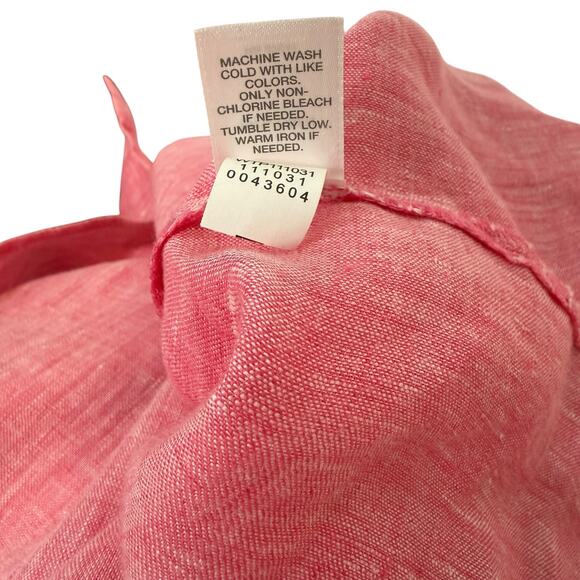 MACHINE WASH
COLD WITH LIKE
COLORS.
ONLY NON-
CHLORINE BLEACH
IF NEEDED.
TUMBLE DRY LOW.
WARM IRON IF
NEEDED.
111031
0043604